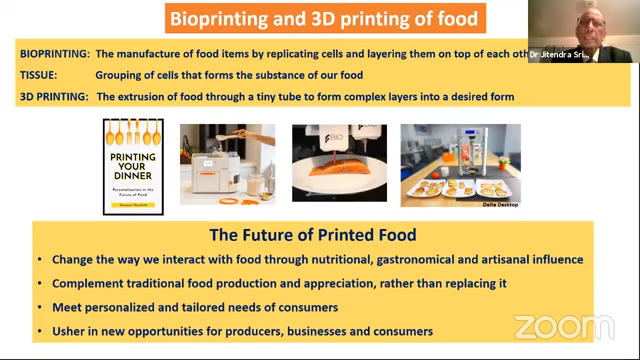 Bioprinting and 3D printing of food
BIOPRINTING: The manufacture of food items by replicating cells and layering them on top of each
Dr Jitendra Sri...
TISSUE: Grouping of cells that forms the substance of our food
3D PRINTING: The extrusion of food through a tiny tube to form complex layers into a desired form
PRINTING
YOUR
DINNER
Personalization in the
Future of Food
BIO
Delta Desktop
The Future of Printed Food
• Change the way we interact with food through nutritional, gastronomical and artisanal influence
• Complement traditional food production and appreciation, rather than replacing it
• Meet personalized and tailored needs of consumers
• Usher in new opportunities for producers, businesses and consumers
zoom